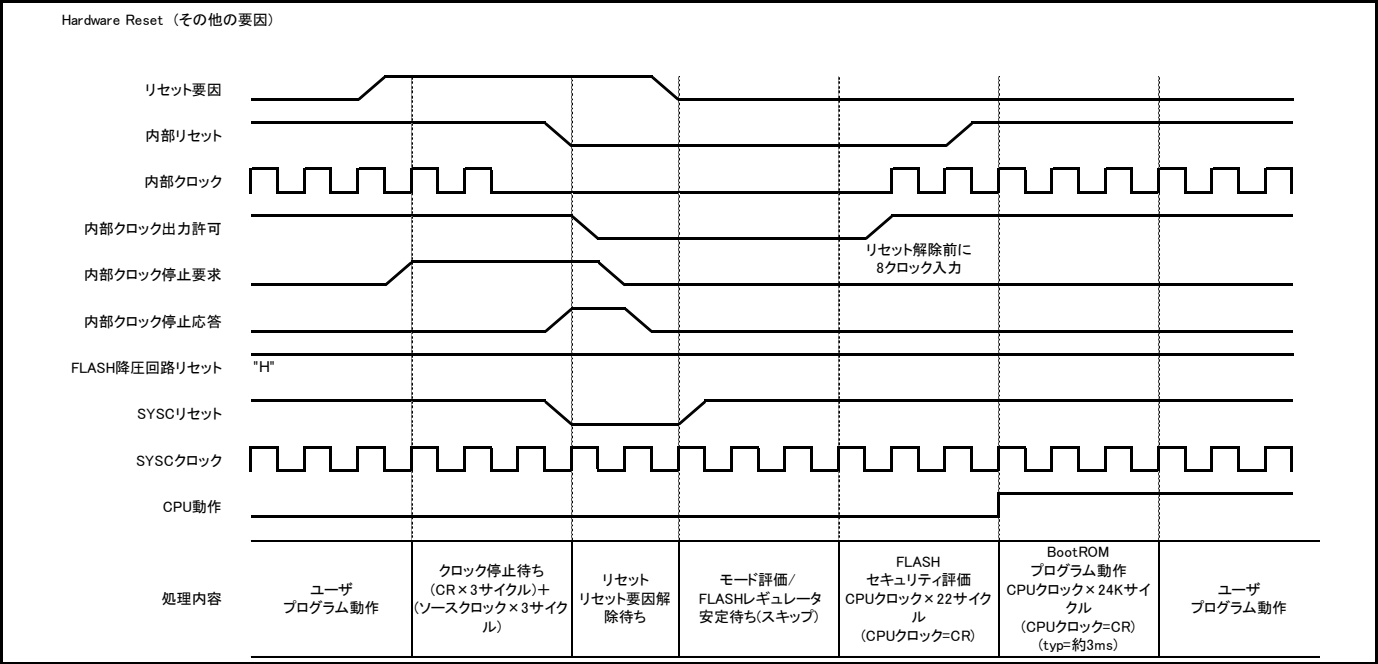 Hardware Reset （その他の要因）
リセット要因
内部リセット
内部クロック
内部クロック出力許可
リセット解除前に
8クロック入力
内部クロック停止要求
内部クロック停止応答
FLASH降圧回路リセット
"H"
SYSCリセット
SYSCクロック
CPU動作
処理内容
ユーザ
プログラム動作
クロック停止待ち
(CR×3サイクル)＋
(ソースクロック×3サイク
ル)
リセット
リセット要因解
除待ち
モード評価/
FLASHレギュレータ
安定待ち(スキップ)
FLASH
セキュリティ評価
CPUクロック×22サイク
ル
(CPUクロック=CR)
BootROM
プログラム動作
CPUクロック×24Kサイ
クル
(CPUクロック=CR)
(typ=約3ms)
ユーザ
プログラム動作